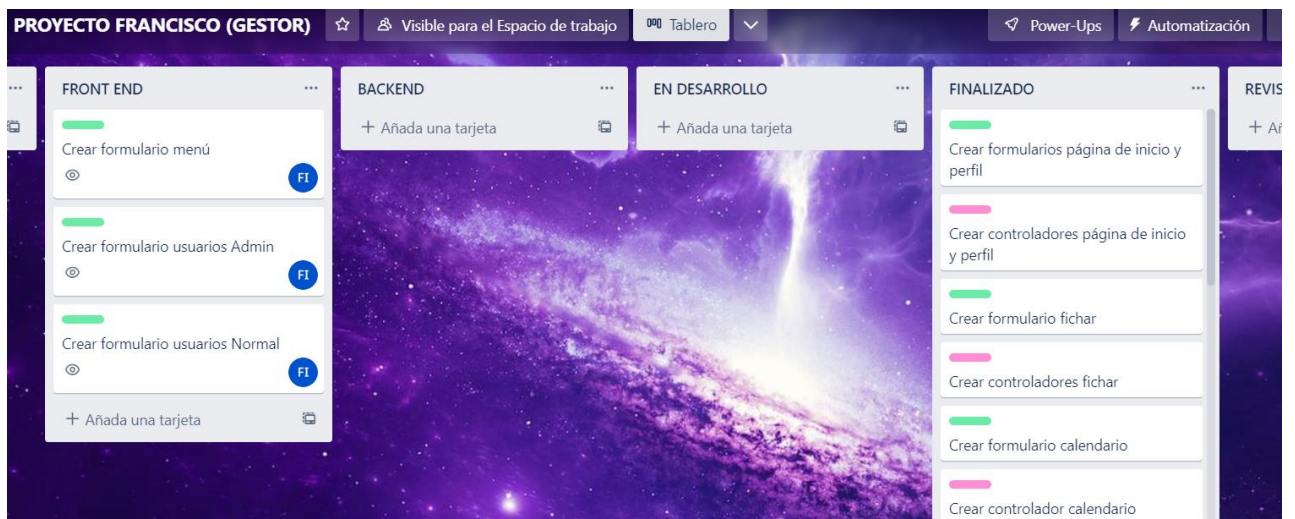 PROYECTO FRANCISCO (GESTOR)
Visible para el Espacio de trabajo
Tablero
Power-Ups
Automatización
FRONT END
Crear formulario menú
FI
Crear formulario usuarios Admin
FI
Crear formulario usuarios Normal
FI
+ Añada una tarjeta
BACKEND
+ Añada una tarjeta
EN DESARROLLO
+ Añada una tarjeta
FINALIZADO
Crear formularios página de inicio y
perfil
Crear controladores página de inicio
y perfil
Crear formulario fichar
Crear controladores fichar
Crear formulario calendario
Crear controlador calendario
REVIS